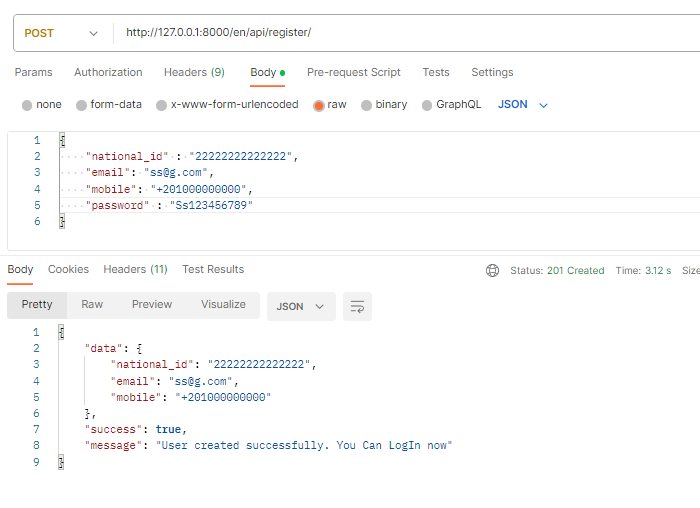 POST http://127.0.0.1:8000/en/api/register/
Params Authorization Headers (9) Body Pre-request Script Tests Settings
none form-data x-www-form-urlencoded raw binary GraphQL JSON
1 {
2 "national_id" : "22222222222222",
3 "email": "ss@g.com",
4 "mobile": "+201000000000",
5 "password" : "Ss123456789"
6 }
Body Cookies Headers (11) Test Results Status: 201 Created Time: 3.12 s Size
Pretty Raw Preview Visualize JSON
1 {
2 "data": {
3 "national_id": "22222222222222",
4 "email": "ss@g.com",
5 "mobile": "+201000000000"
6 },
7 "success": true,
8 "message": "User created successfully. You Can LogIn now"
9 }